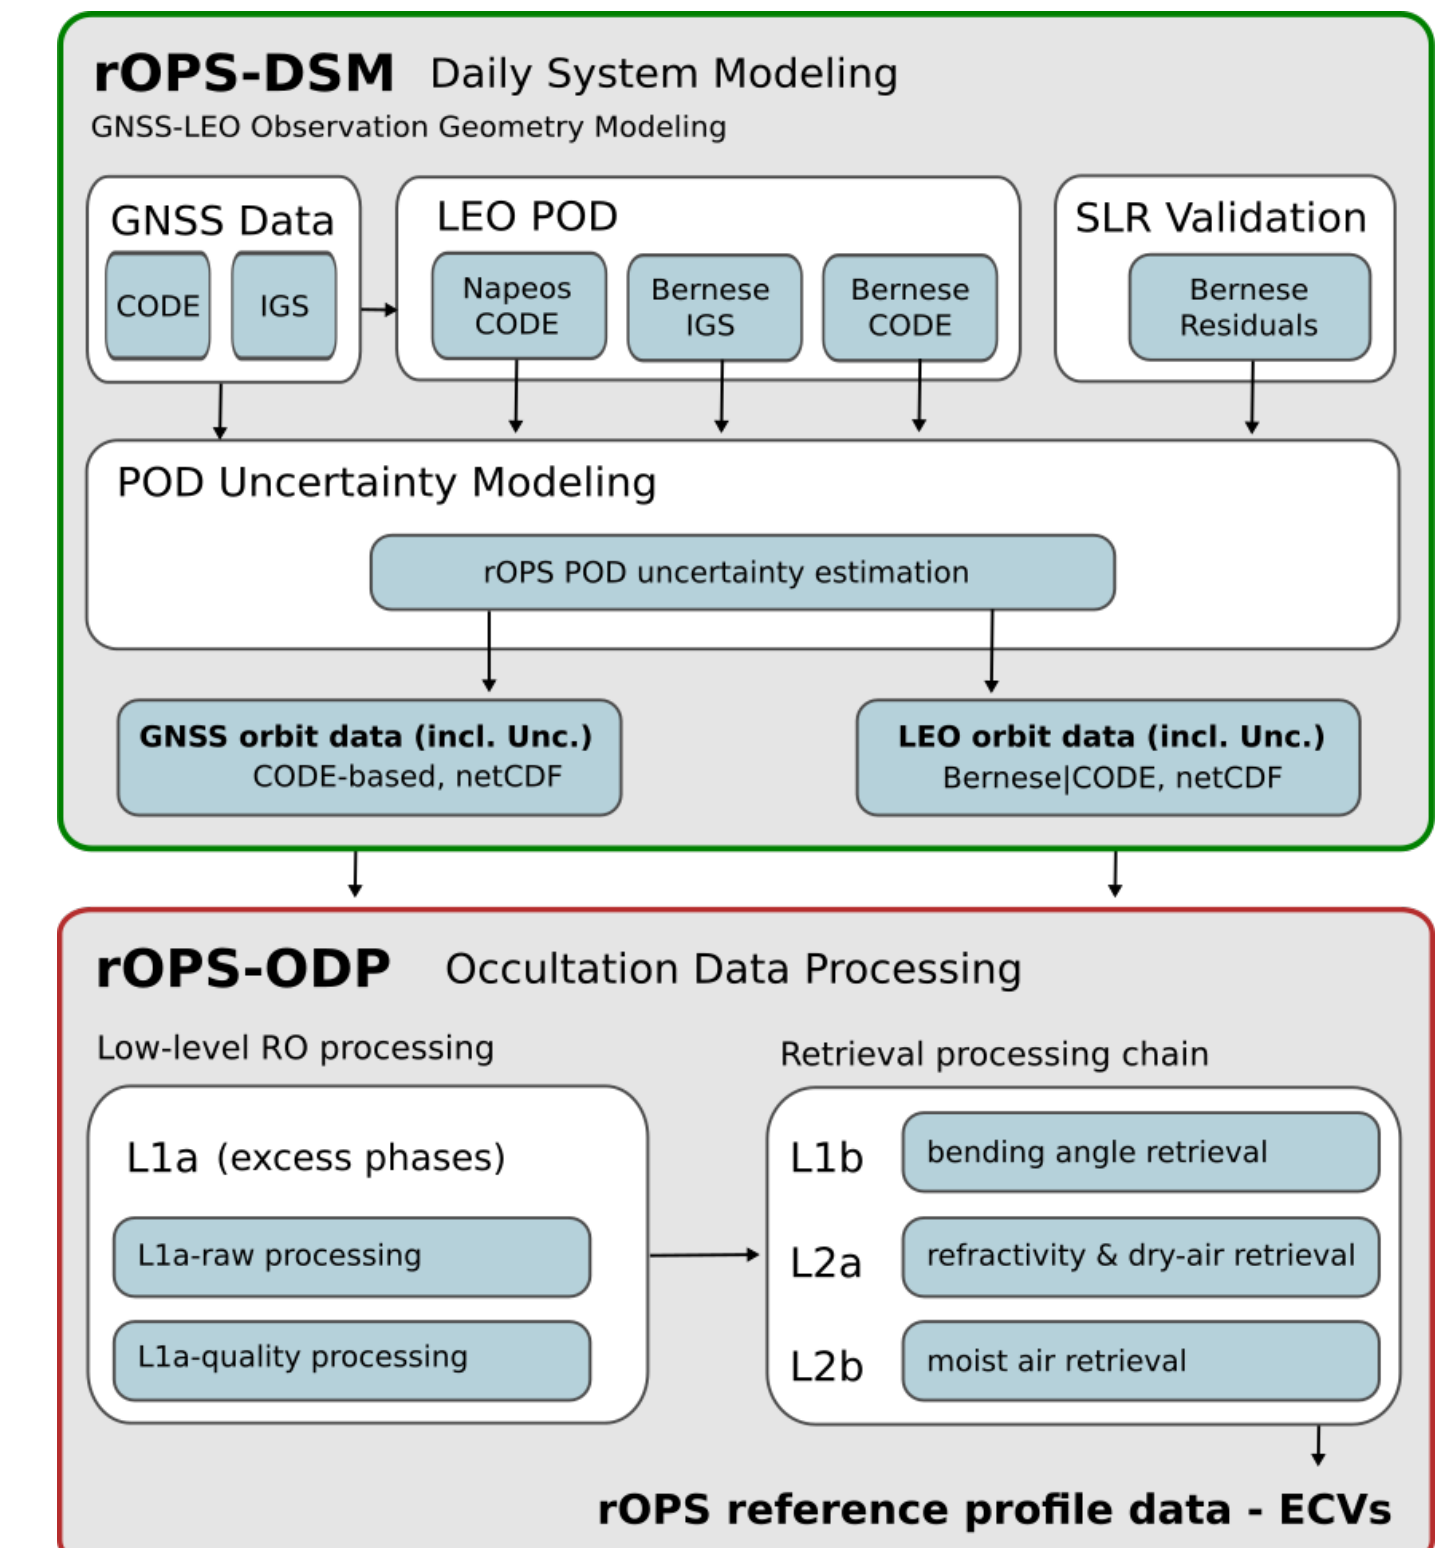 rOPS-DSM Daily System Modeling
GNSS-LEO Observation Geometry Modeling
GNSS Data
CODE
IGS
LEO POD
Napeos
CODE
Bernese
IGS
Bernese
CODE
SLR Validation
Bernese
Residuals
POD Uncertainty Modeling
rOPS POD uncertainty estimation
GNSS orbit data (incl. Unc.)
CODE-based, netCDF
LEO orbit data (incl. Unc.)
Bernese|CODE, netCDF
rOPS-ODP Occultation Data Processing
Low-level RO processing
L1a (excess phases)
L1a-raw processing
L1a-quality processing
Retrieval processing chain
L1b bending angle retrieval
L2a refractivity & dry-air retrieval
L2b moist air retrieval
rOPS reference profile data - ECVs